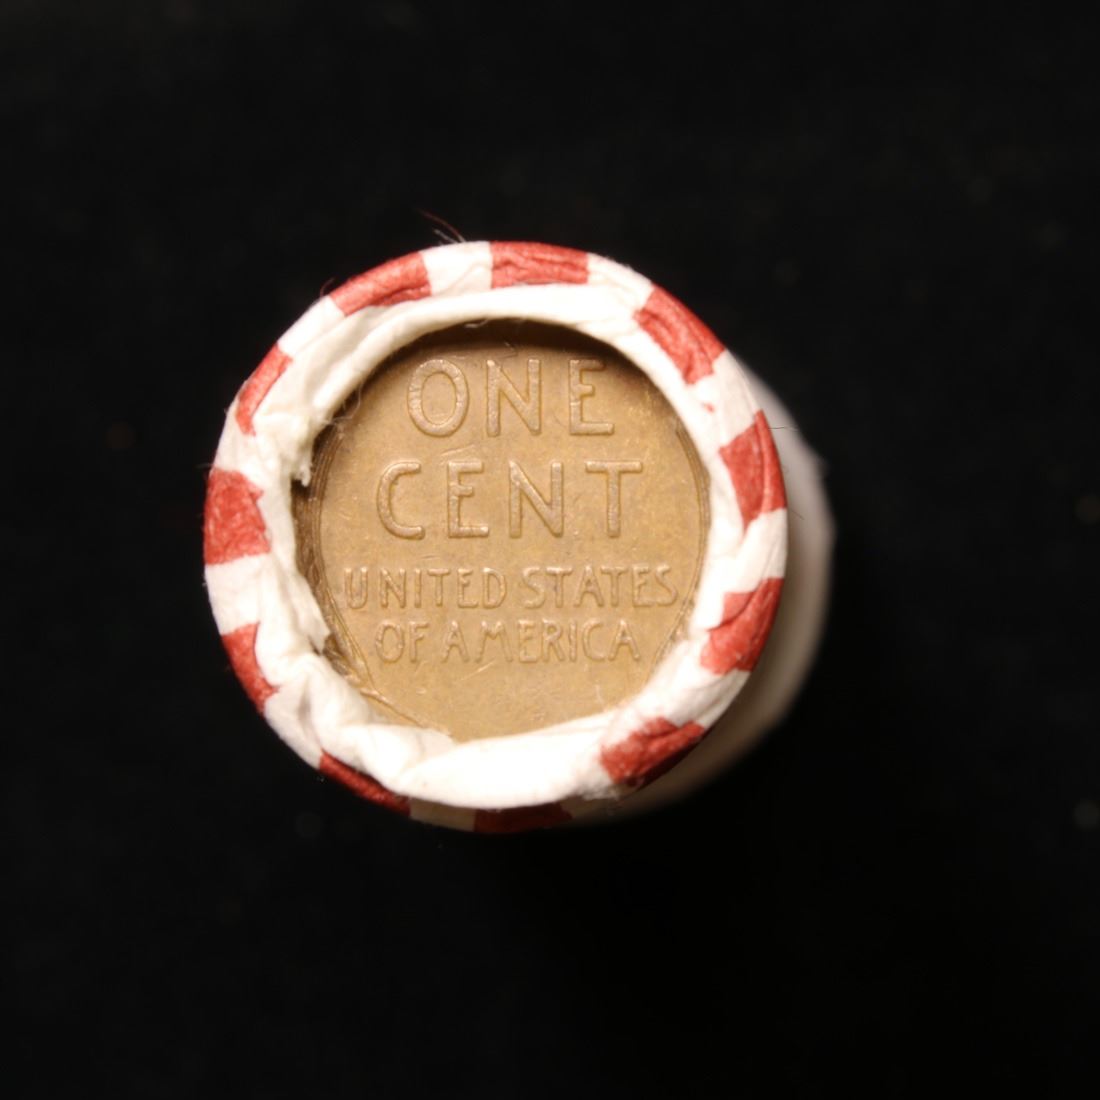 ONE
CENT
UNITED STATES
OF AMERICA